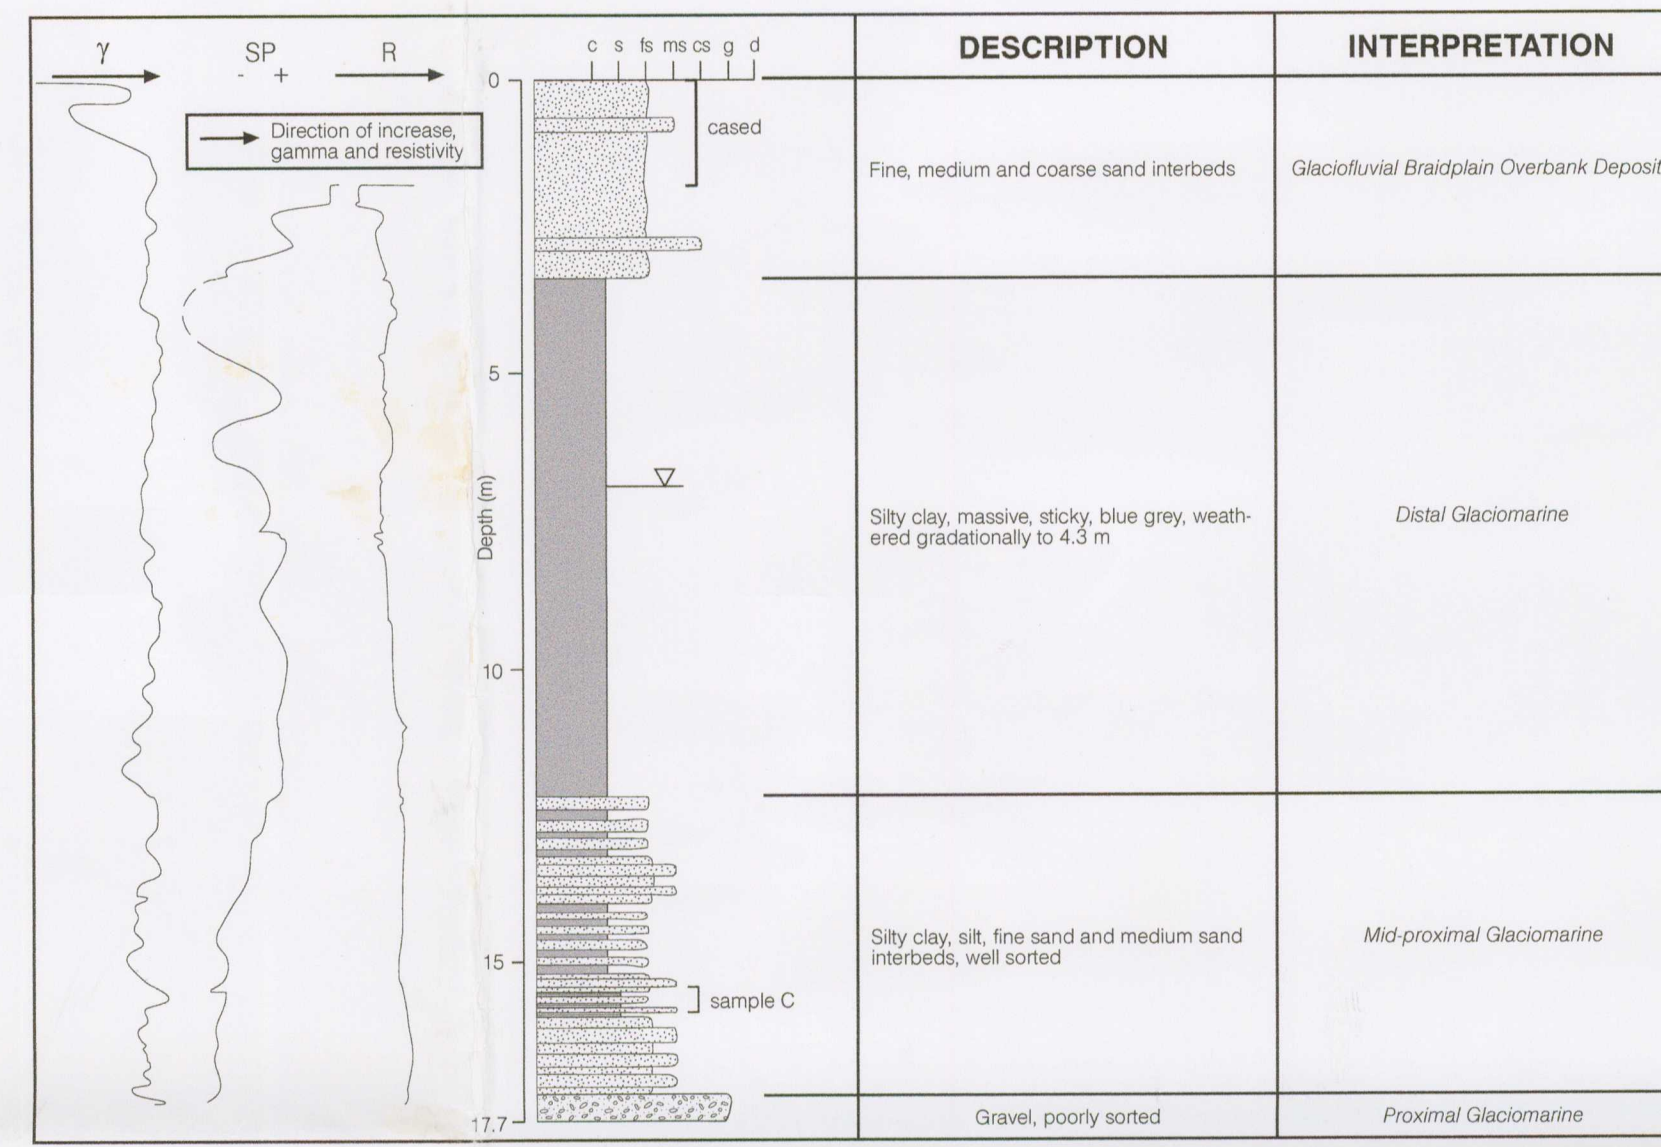 γ SP R c s fs ms cs g d DESCRIPTION INTERPRETATION
- +
0
Direction of increase,
gamma and resistivity
cased
Fine, medium and coarse sand interbeds Glaciofluvial Braidplain Overbank Deposit
5
Depth (m)
Silty clay, massive, sticky, blue grey, weath-
ered gradationally to 4.3 m
Distal Glaciomarine
10
Silty clay, silt, fine sand and medium sand
interbeds, well sorted
Mid-proximal Glaciomarine
15
sample C
17.7
Gravel, poorly sorted Proximal Glaciomarine